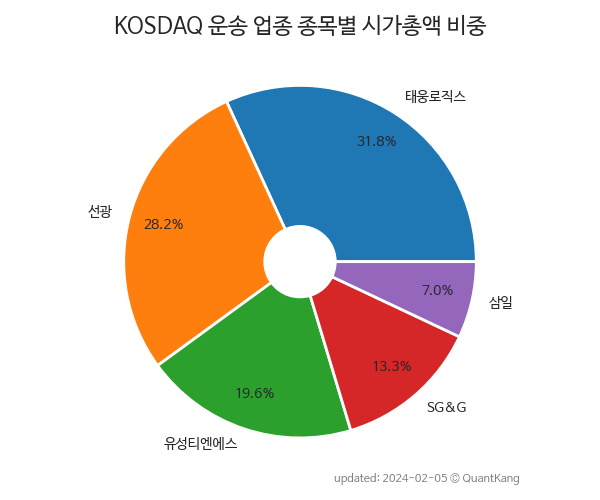 KOSDAQ 운송 업종 종목별 시가총액 비중
태웅로직스
31.8%
선광
28.2%
7.0%
삼일
13.3%
19.6%
SG&G
유성티엔에스
updated: 2024-02-05 © QuantKang